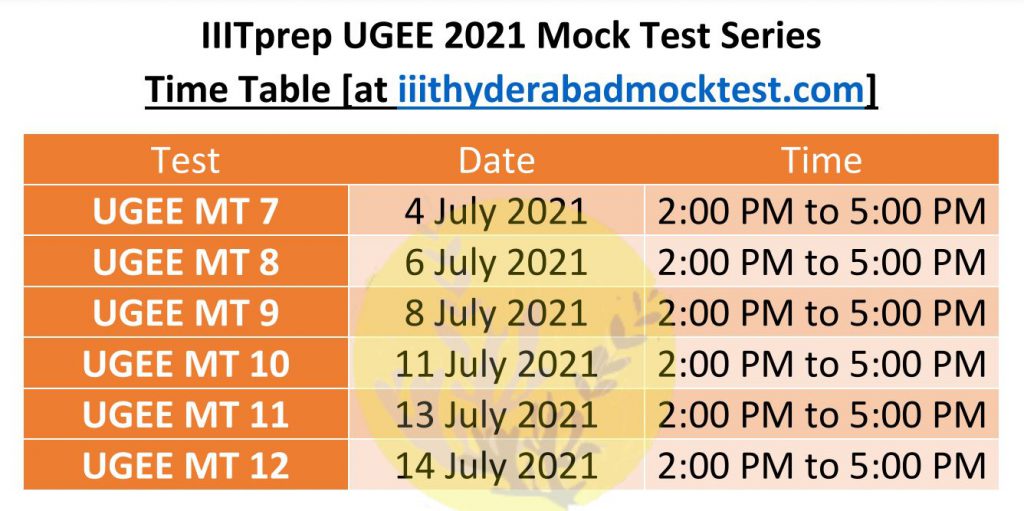 IIITprep UGEE 2021 Mock Test Series
Time Table [at iiithyderabadmocktest.com]
Test Date Time
UGEE MT 7 4 July 2021 2:00 PM to 5:00 PM
UGEE MT 8 6 July 2021 2:00 PM to 5:00 PM
UGEE MT 9 8 July 2021 2:00 PM to 5:00 PM
UGEE MT 10 11 July 2021 2:00 PM to 5:00 PM
UGEE MT 11 13 July 2021 2:00 PM to 5:00 PM
UGEE MT 12 14 July 2021 2:00 PM to 5:00 PM